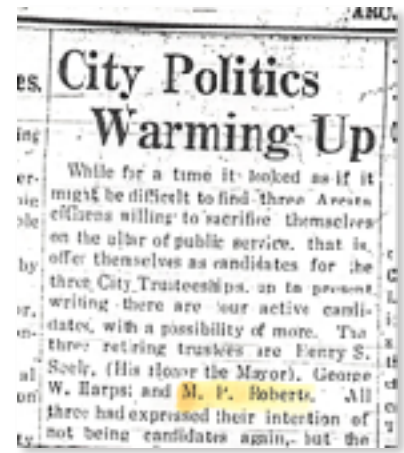 City Politics
Warming Up
While for a time it looked as if it
might be difficult to find three Arcata
citizens willing to sacrifice themselves
on the altar of public service, that is,
offer themselves as candidates for the
three City Trusteeships, up to present
writing there are four active candi-
dates, with a possibility of more. The
three retiring trustees are Henry S.
Seely, (His Honor the Mayor), George
W. Harps; and M. P. Roberts. All
three had expressed their intention of
not being candidates again, but the